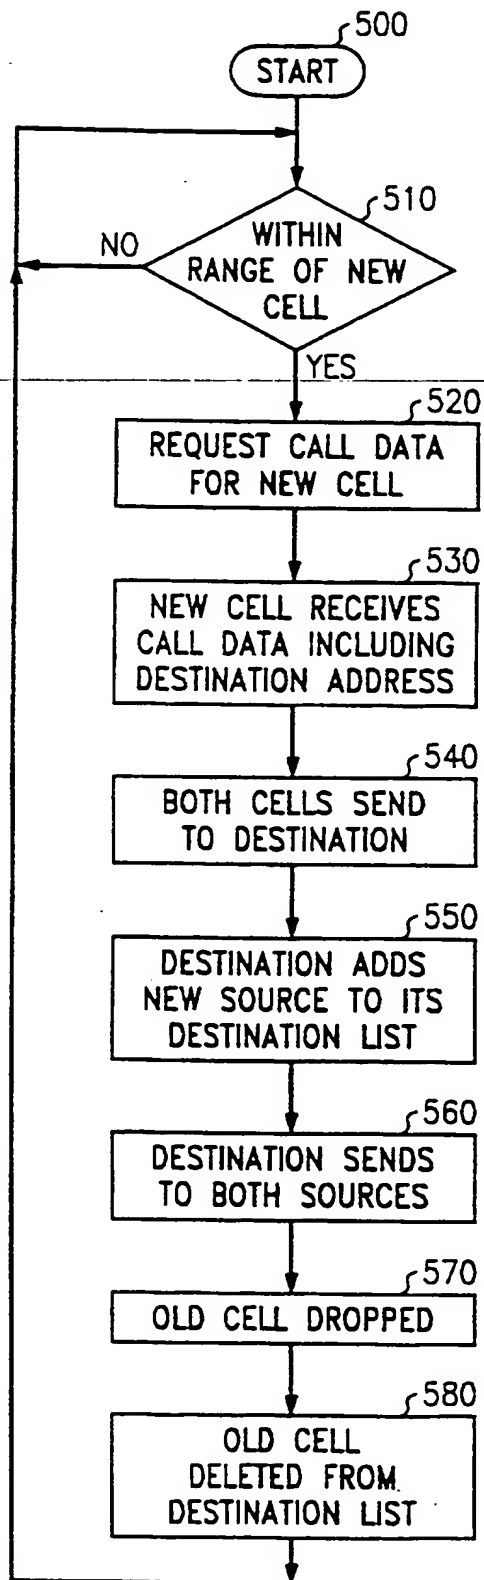 500
START
510
WITHIN
RANGE OF NEW
CELL
NO
YES
520
REQUEST CALL DATA
FOR NEW CELL
530
NEW CELL RECEIVES
CALL DATA INCLUDING
DESTINATION ADDRESS
540
BOTH CELLS SEND
TO DESTINATION
550
DESTINATION ADDS
NEW SOURCE TO ITS
DESTINATION LIST
560
DESTINATION SENDS
TO BOTH SOURCES
570
OLD CELL DROPPED
580
OLD CELL
DELETED FROM
DESTINATION LIST